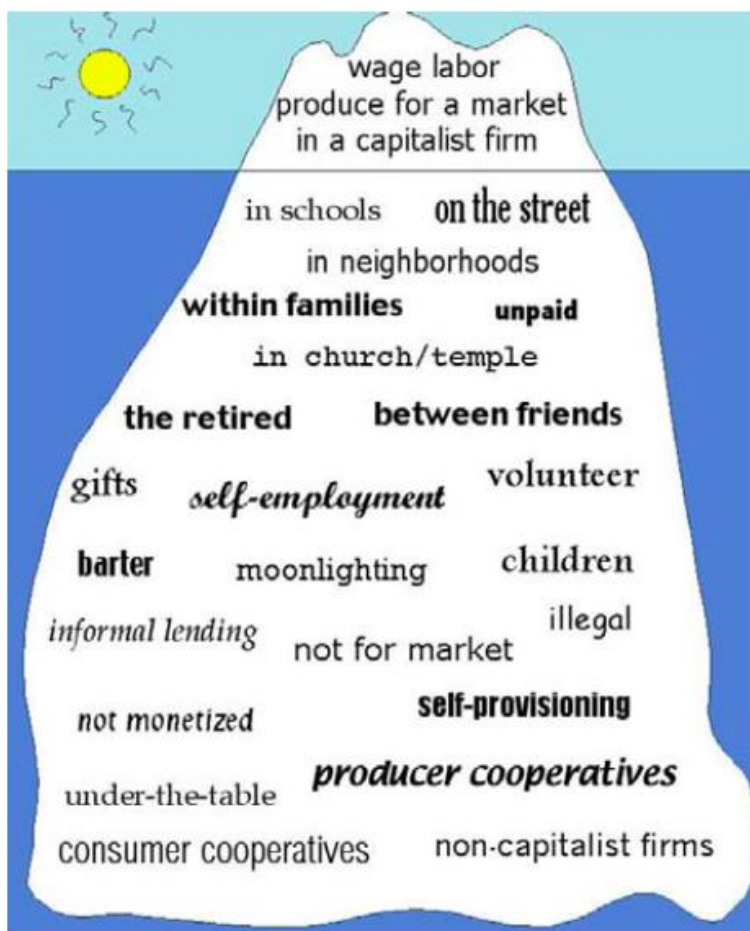 wage labor
produce for a market
in a capitalist firm
in schools on the street
in neighborhoods
within families unpaid
in church/temple
the retired between friends
gifts self-employment volunteer
barter moonlighting children
informal lending not for market illegal
not monetized self-provisioning
under-the-table producer cooperatives
consumer cooperatives non-capitalist firms